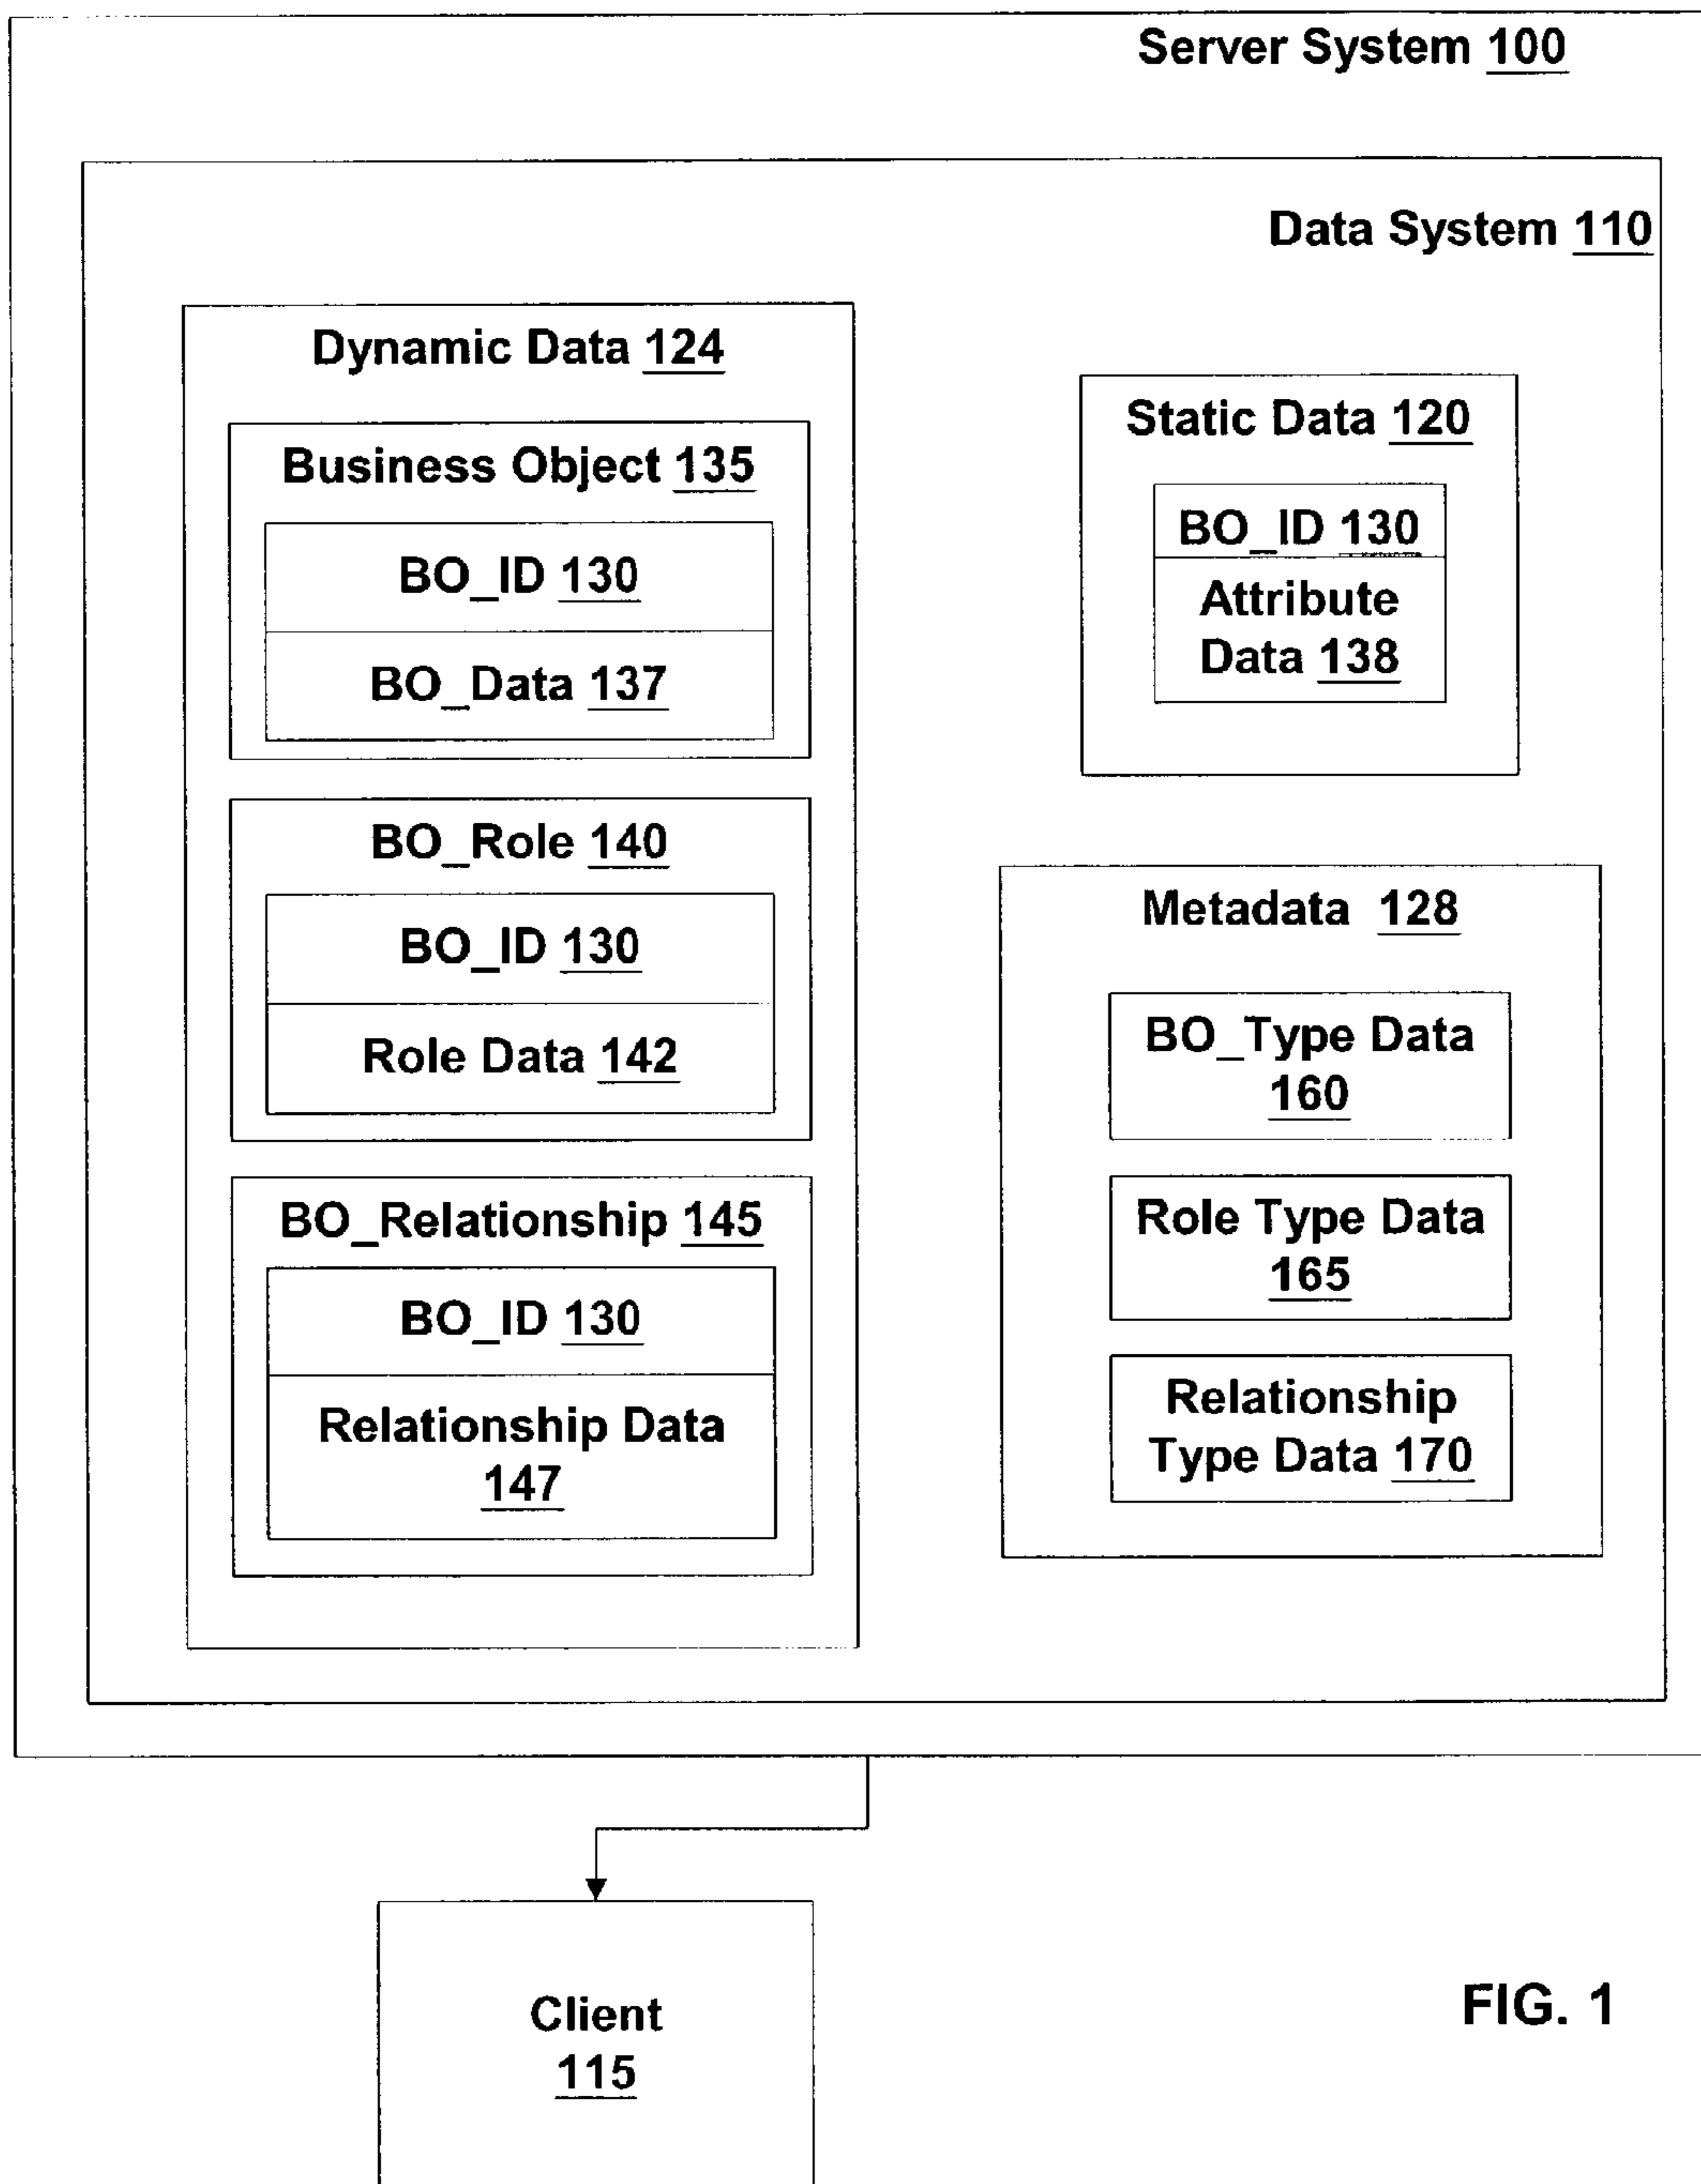 Server System 100
Data System 110
Dynamic Data 124
Business Object 135
BO_ID 130
BO_Data 137
BO_Role 140
BO_ID 130
Role Data 142
BO_Relationship 145
BO_ID 130
Relationship Data
147
Static Data 120
BO_ID 130
Attribute
Data 138
Metadata 128
BO_Type Data
160
Role Type Data
165
Relationship
Type Data 170
Client
115
FIG. 1